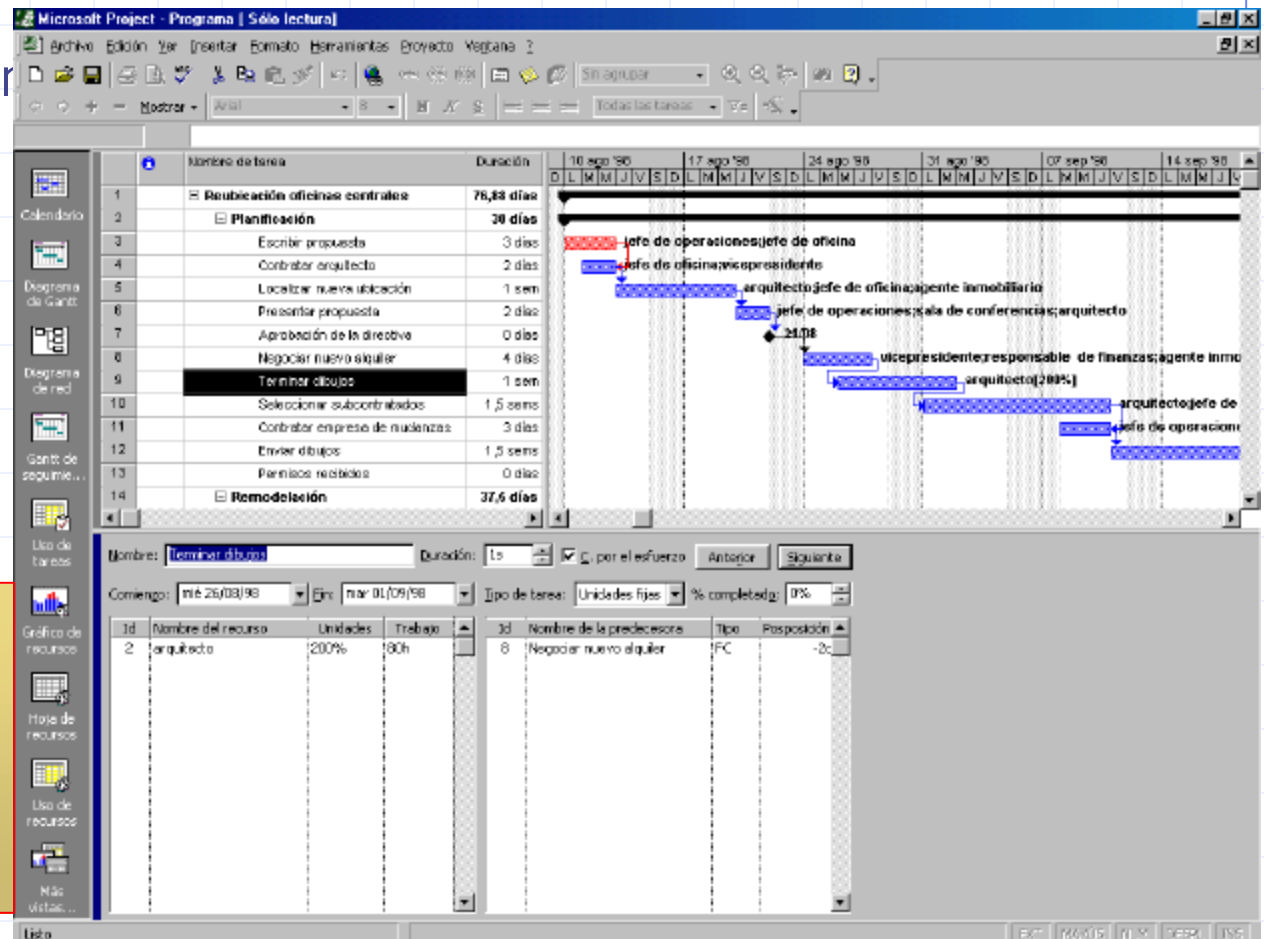 Microsoft Project - Programa [ Sólo lectura]
Archivo Edición Ver Insertar Formato Herramientas Proyecto Ventana ?
Sin agrupar
Mostrar Arial 8 N K S Todas las tareas
Nombre de tarea Duración 10 ago '98 17 ago '98 24 ago '98 31 ago '98 07 sep '98 14 sep '98
D L M M J V S D L M M J V S D L M M J V S D L M M J V S D L M M J V S D L M M J V
1 Reubicación oficinas centrales 76,88 días
2 Planificación 30 días
3 Escribir propuesta 3 días jefe de operaciones;jefe de oficina
4 Contratar arquitecto 2 días jefe de oficina;vicepresidente
5 Localizar nueva ubicación 1 sem arquitecto;jefe de oficina;agente inmobiliario
6 Presentar propuesta 2 días jefe de operaciones;sala de conferencias;arquitecto
7 Aprobación de la directiva 0 días 21/08
8 Negociar nuevo alquiler 4 días vicepresidente;responsable de finanzas;agente inmo
9 Terminar dibujos 1 sem arquitecto[200%]
10 Seleccionar subcontratados 1,5 sems arquitecto;jefe de
11 Contratar empresa de mudanzas 3 días jefe de operacione
12 Enviar dibujos 1,5 sems
13 Permisos recibidos 0 días
14 Remodelación 37,6 días
Calendario
Diagrama de Gantt
Diagrama de red
Gantt de seguimie...
Uso de tareas
Gráfico de recursos
Hoja de recursos
Uso de recursos
Más vistas...
Nombre: Terminar dibujos Duración: 1s C. por el esfuerzo Anterior Siguiente
Comienzo: mié 26/08/98 Fin: mar 01/09/98 Tipo de tarea: Unidades fijas % completado: 0%
Id Nombre del recurso Unidades Trabajo Id Nombre de la predecesora Tipo Posposición
2 arquitecto 200% 80h 8 Negociar nuevo alquiler FC -2d
Listo EXT MAYÚS NUM DESPL INS